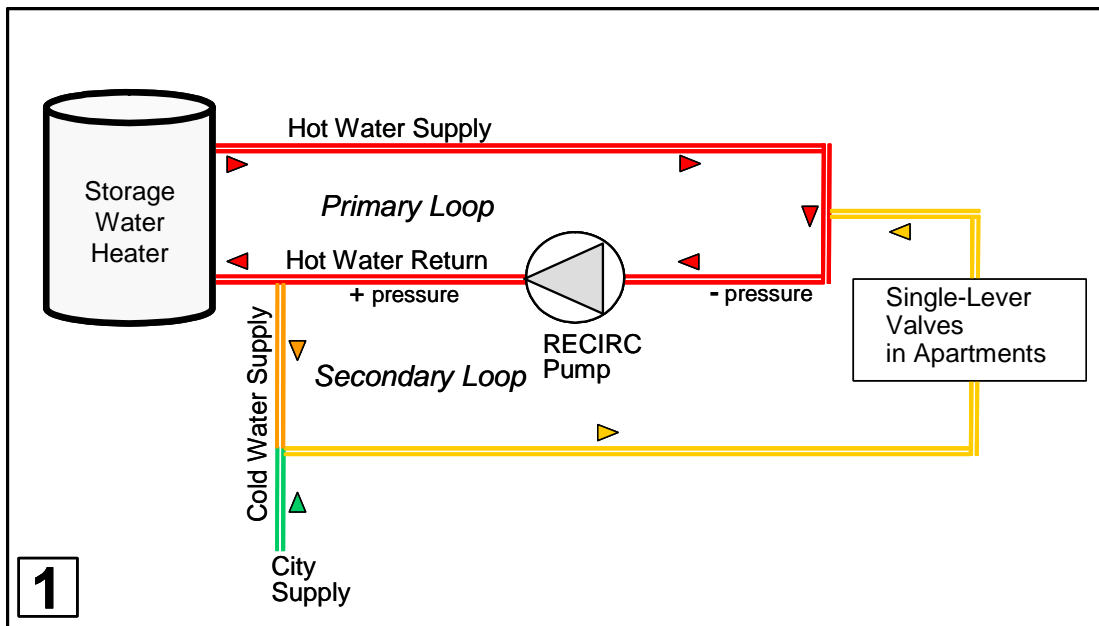 Hot Water Supply
Storage
Water
Heater
Primary Loop
Hot Water Return
+ pressure
- pressure
RECIRC
Pump
Single-Lever
Valves
in Apartments
Cold Water Supply
Secondary Loop
City
Supply
1